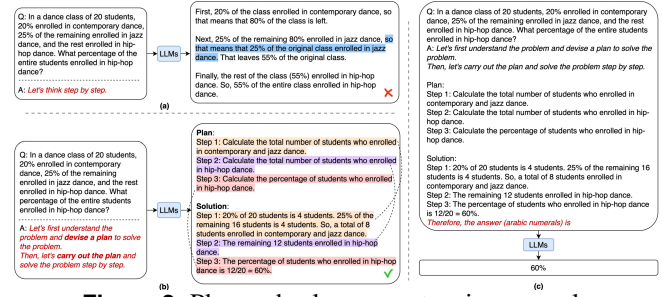 Q: In a dance class of 20 students,
20% enrolled in contemporary dance,
25% of the remaining enrolled in jazz
dance, and the rest enrolled in hip-
hop dance. What percentage of the
entire students enrolled in hip-hop
dance?
A: Let's think step by step.
LLMs
First, 20% of the class enrolled in contemporary dance, so
that means that 80% of the class is left.
Next, 25% of the remaining 80% enrolled in jazz dance, so
that means that 25% of the original class enrolled in jazz
dance. That leaves 55% of the original class.
Finally, the rest of the class (55%) enrolled in hip-hop
dance. So, 55% of the entire class enrolled in hip-hop
dance.
(a)
Q: In a dance class of 20 students,
20% enrolled in contemporary
dance, 25% of the remaining
enrolled in jazz dance, and the rest
enrolled in hip-hop dance. What
percentage of the entire students
enrolled in hip-hop dance?
A: Let's first understand the
problem and devise a plan to solve
the problem.
Then, let's carry out the plan and
solve the problem step by step.
LLMs
Plan:
Step 1: Calculate the total number of students who enrolled
in contemporary and jazz dance.
Step 2: Calculate the total number of students who enrolled
in hip-hop dance.
Step 3: Calculate the percentage of students who enrolled
in hip-hop dance.
Solution:
Step 1: 20% of 20 students is 4 students. 25% of the
remaining 16 students is 4 students. So, a total of 8
students enrolled in contemporary and jazz dance.
Step 2: The remaining 12 students enrolled in hip-hop
dance.
Step 3: The percentage of students who enrolled in hip-hop
dance is 12/20 = 60%.
(b)
Q: In a dance class of 20 students, 20% enrolled in contemporary
dance, 25% of the remaining enrolled in jazz dance, and the rest
enrolled in hip-hop dance. What percentage of the entire students
enrolled in hip-hop dance?
A: Let's first understand the problem and devise a plan to solve the
problem.
Then, let's carry out the plan and solve the problem step by step.
Plan:
Step 1: Calculate the total number of students who enrolled in
contemporary and jazz dance.
Step 2: Calculate the total number of students who enrolled in hip-
hop dance.
Step 3: Calculate the percentage of students who enrolled in hip-hop
dance.
Solution:
Step 1: 20% of 20 students is 4 students. 25% of the remaining 16
students is 4 students. So, a total of 8 students enrolled in
contemporary and jazz dance.
Step 2: The remaining 12 students enrolled in hip-hop dance.
Step 3: The percentage of students who enrolled in hip-hop dance
is 12/20 = 60%.
Therefore, the answer (arabic numerals) is
LLMs
60%
(c)